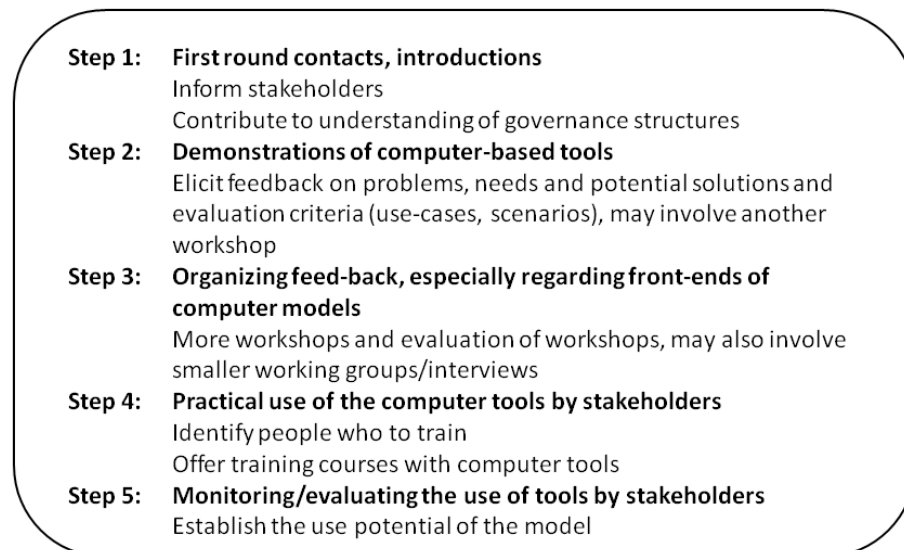 Step 1: First round contacts, introductions
Inform stakeholders
Contribute to understanding of governance structures
Step 2: Demonstrations of computer-based tools
Elicit feedback on problems, needs and potential solutions and
evaluation criteria (use-cases, scenarios), may involve another
workshop
Step 3: Organizing feed-back, especially regarding front-ends of
computer models
More workshops and evaluation of workshops, may also involve
smaller working groups/interviews
Step 4: Practical use of the computer tools by stakeholders
Identify people who to train
Offer training courses with computer tools
Step 5: Monitoring/evaluating the use of tools by stakeholders
Establish the use potential of the model